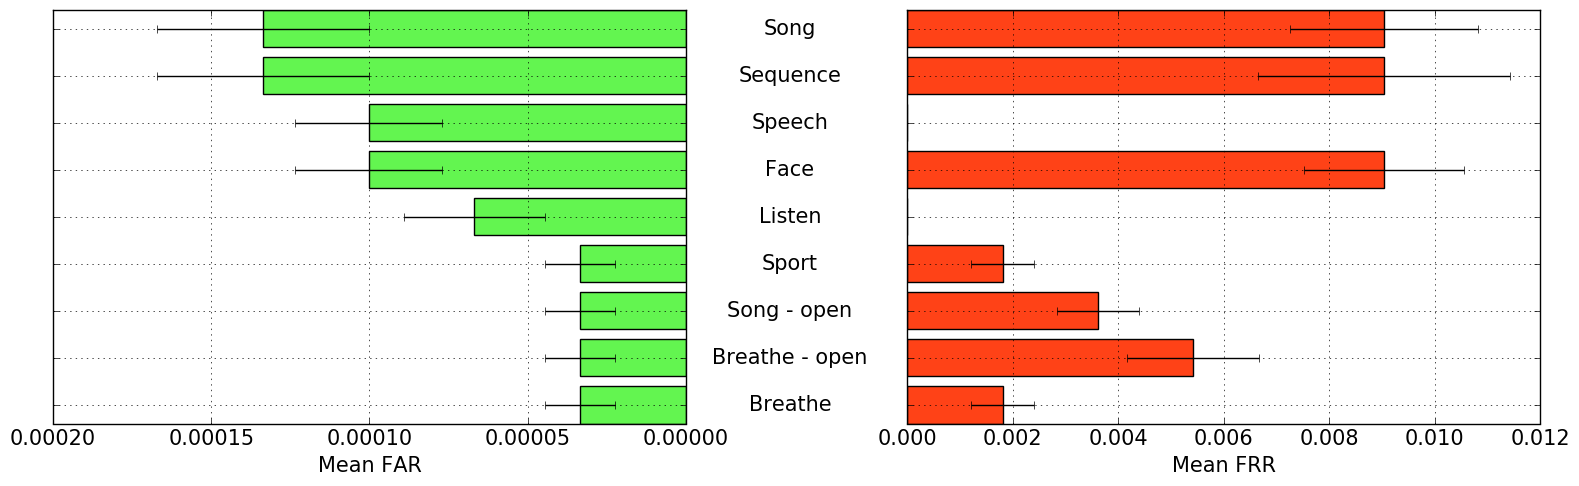 Song
Sequence
Speech
Face
Listen
Sport
Song - open
Breathe - open
Breathe
0.00020 0.00015 0.00010 0.00005 0.00000 0.000 0.002 0.004 0.006 0.008 0.010 0.012
Mean FAR Mean FRR